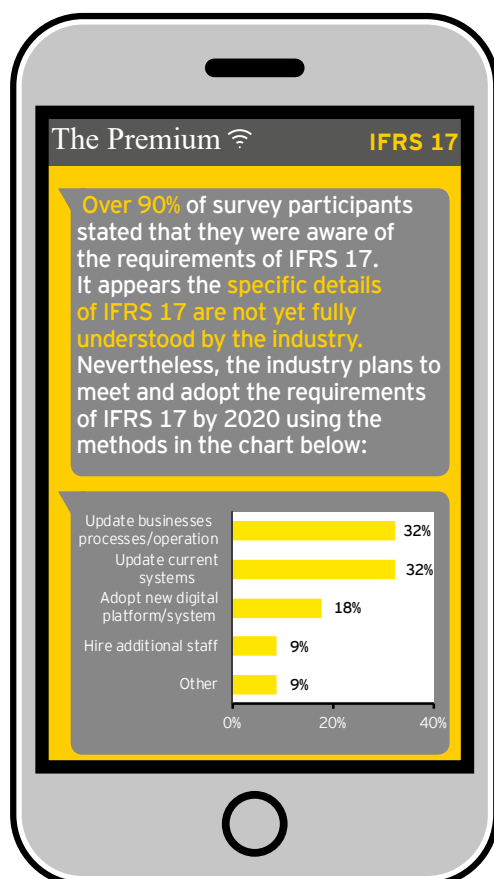 The Premium
IFRS 17
Over 90% of survey participants
stated that they were aware of
the requirements of IFRS 17.
It appears the specific details
of IFRS 17 are not yet fully
understood by the industry.
Nevertheless, the industry plans to
meet and adopt the requirements
of IFRS 17 by 2020 using the
methods in the chart below:
Update businesses
processes/operation
32%
Update current
systems
32%
Adopt new digital
platform/system
18%
Hire additional staff
9%
Other
9%
0%
20%
40%